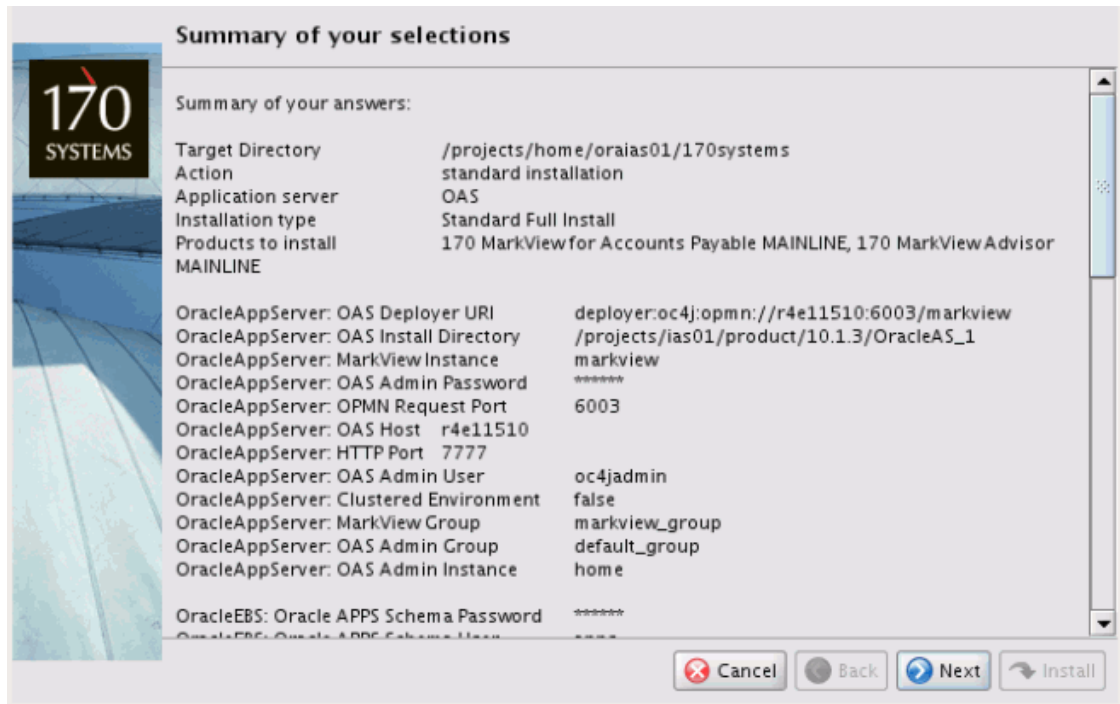 Summary of your selections
170
SYSTEMS
Summary of your answers:
Target Directory /projects/home/oraias01/170systems
Action standard installation
Application server OAS
Installation type Standard Full Install
Products to install 170 MarkView for Accounts Payable MAINLINE, 170 MarkView Advisor
MAINLINE
OracleAppServer: OAS Deployer URI deployer:oc4j:opmn://r4e11510:6003/markview
OracleAppServer: OAS Install Directory /projects/ias01/product/10.1.3/OracleAS_1
OracleAppServer: MarkView Instance markview
OracleAppServer: OAS Admin Password ******
OracleAppServer: OPMN Request Port 6003
OracleAppServer: OAS Host r4e11510
OracleAppServer: HTTP Port 7777
OracleAppServer: OAS Admin User oc4jadmin
OracleAppServer: Clustered Environment false
OracleAppServer: MarkView Group markview_group
OracleAppServer: OAS Admin Group default_group
OracleAppServer: OAS Admin Instance home
OracleEBS: Oracle APPS Schema Password ******
OracleEBS: Oracle APPS Schema User
Cancel Back Next Install